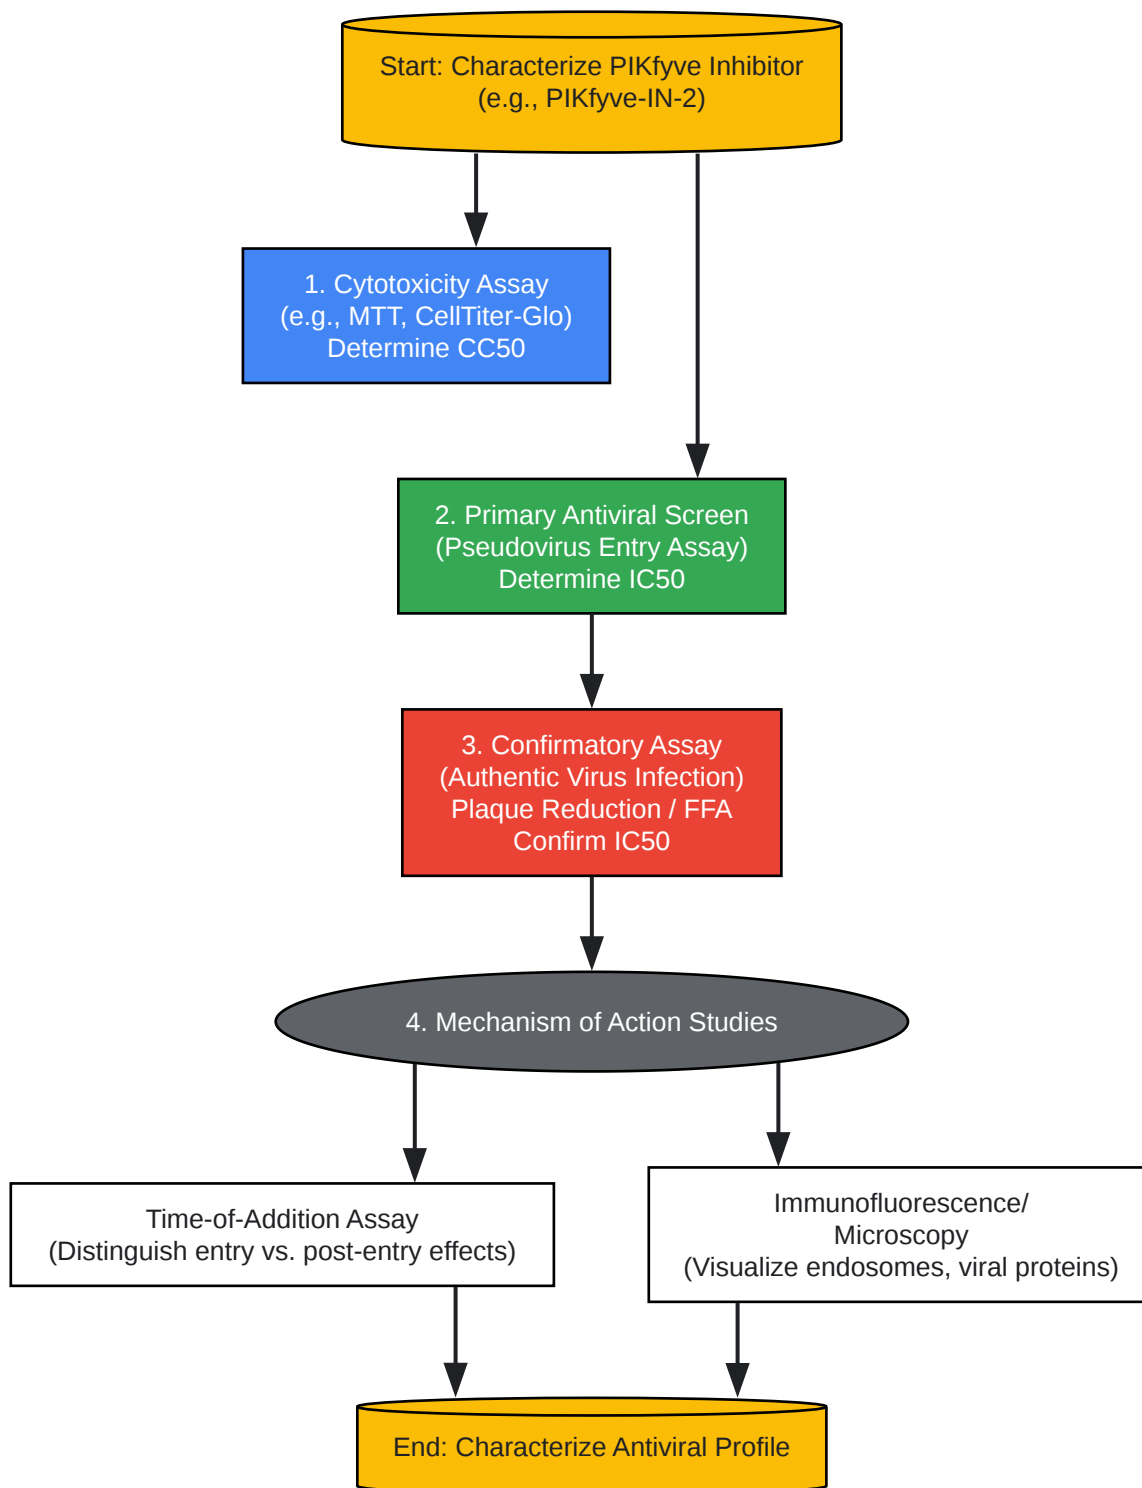 Start: Characterize PIKfyve Inhibitor
(e.g., PIKfyve-IN-2)
1. Cytotoxicity Assay
(e.g., MTT, CellTiter-Glo)
Determine CC50
2. Primary Antiviral Screen
(Pseudovirus Entry Assay)
Determine IC50
3. Confirmatory Assay
(Authentic Virus Infection)
Plaque Reduction / FFA
Confirm IC50
4. Mechanism of Action Studies
Time-of-Addition Assay
(Distinguish entry vs. post-entry effects)
Immunofluorescence/
Microscopy
(Visualize endosomes, viral proteins)
End: Characterize Antiviral Profile